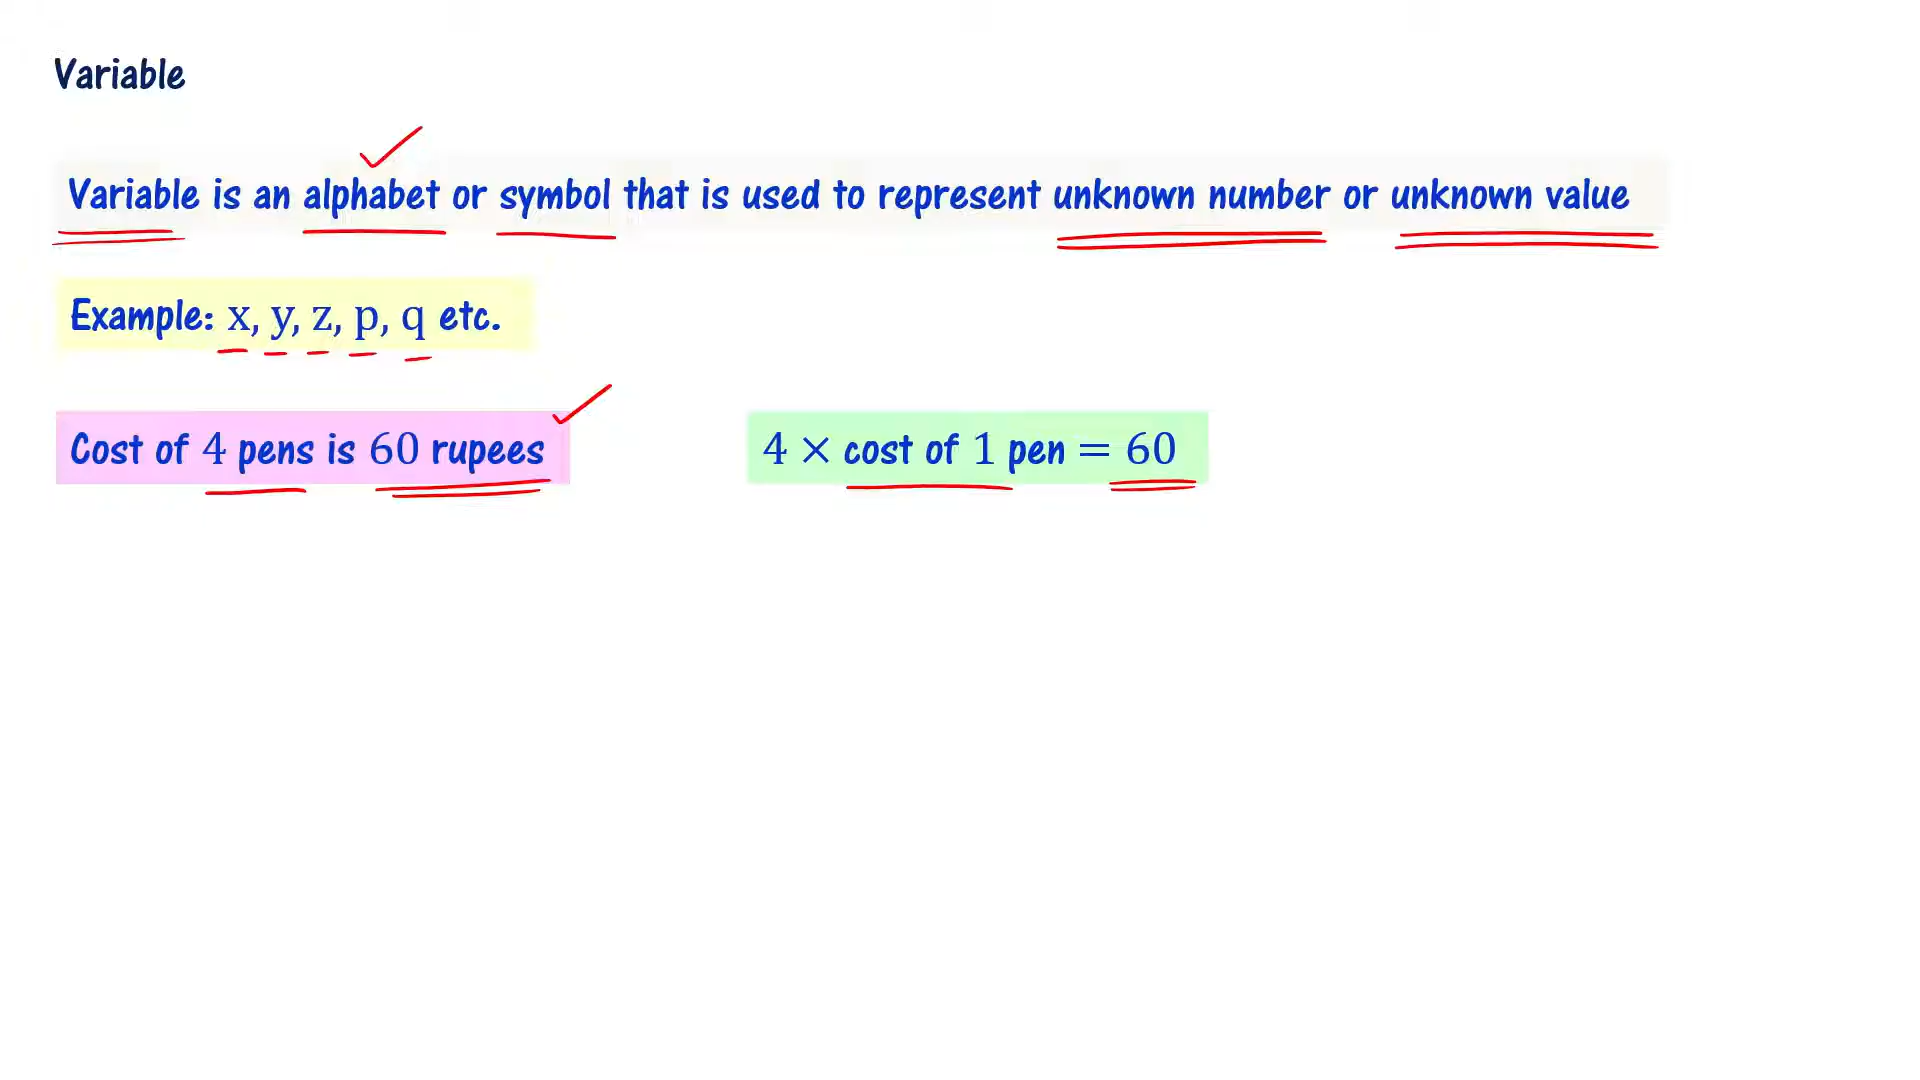 Variable
Variable is an alphabet or symbol that is used to represent unknown number or unknown value
Example: x, y, z, p, q etc.
Cost of 4 pens is 60 rupees
4 × cost of 1 pen = 60